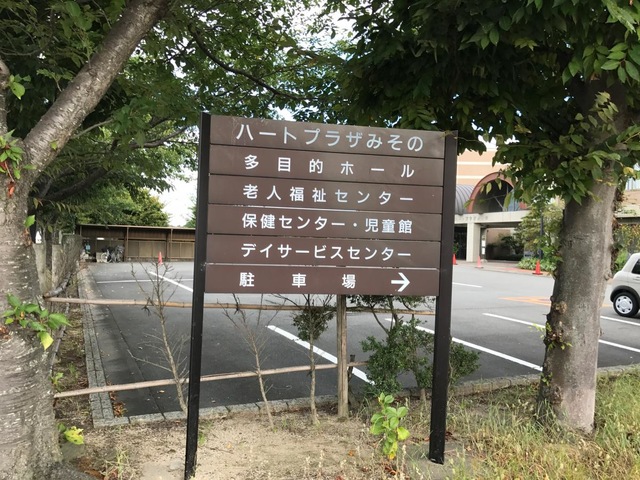 ハートプラザみその
多目的ホール
老人福祉センター
保健センター・児童館
デイサービスセンター
駐車場 →